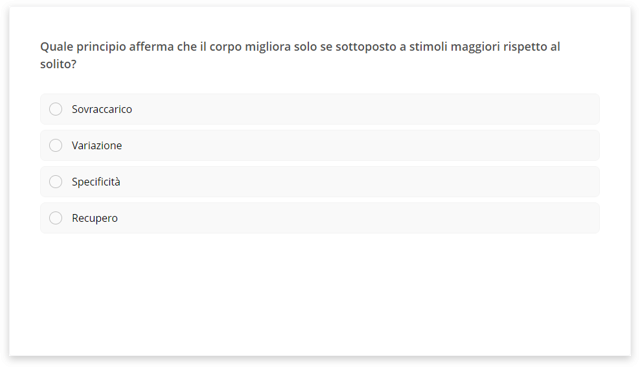 Quale principio afferma che il corpo migliora solo se sottoposto a stimoli maggiori rispetto al
solito?
Sovraccarico
Variazione
Specificità
Recupero